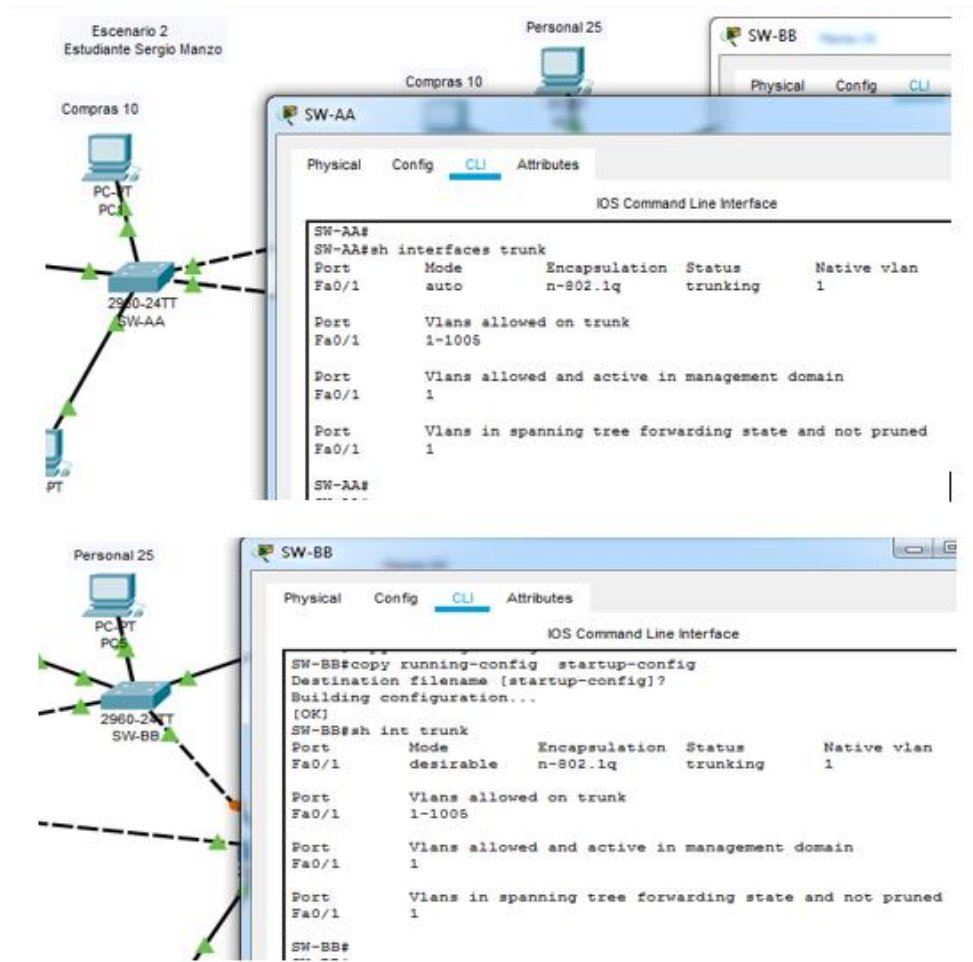 Escenario 2
Estudiante Sergio Manzo
Personal 25
SW-BB
Physical Config CLI
Compras 10
Compras 10
SW-AA
Physical Config CLI Attributes
IOS Command Line Interface
PC-PT
2960-24TT
SW-AA
PT
SW-AA#
SW-AA#sh interfaces trunk
Port Mode Encapsulation Status Native vlan
Fa0/1 auto n-802.1q trunking 1
Port Vlans allowed on trunk
Fa0/1 1-1005
Port Vlans allowed and active in management domain
Fa0/1 1
Port Vlans in spanning tree forwarding state and not pruned
Fa0/1 1
SW-AA#
Personal 25
PC-PT
PC5
2960-24TT
SW-BB
SW-BB
Physical Config CLI Attributes
IOS Command Line Interface
SW-BB#copy running-config startup-config
Destination filename [startup-config]?
Building configuration...
[OK]
SW-BB#sh int trunk
Port Mode Encapsulation Status Native vlan
Fa0/1 desirable n-802.1q trunking 1
Port Vlans allowed on trunk
Fa0/1 1-1005
Port Vlans allowed and active in management domain
Fa0/1 1
Port Vlans in spanning tree forwarding state and not pruned
Fa0/1 1
SW-BB#